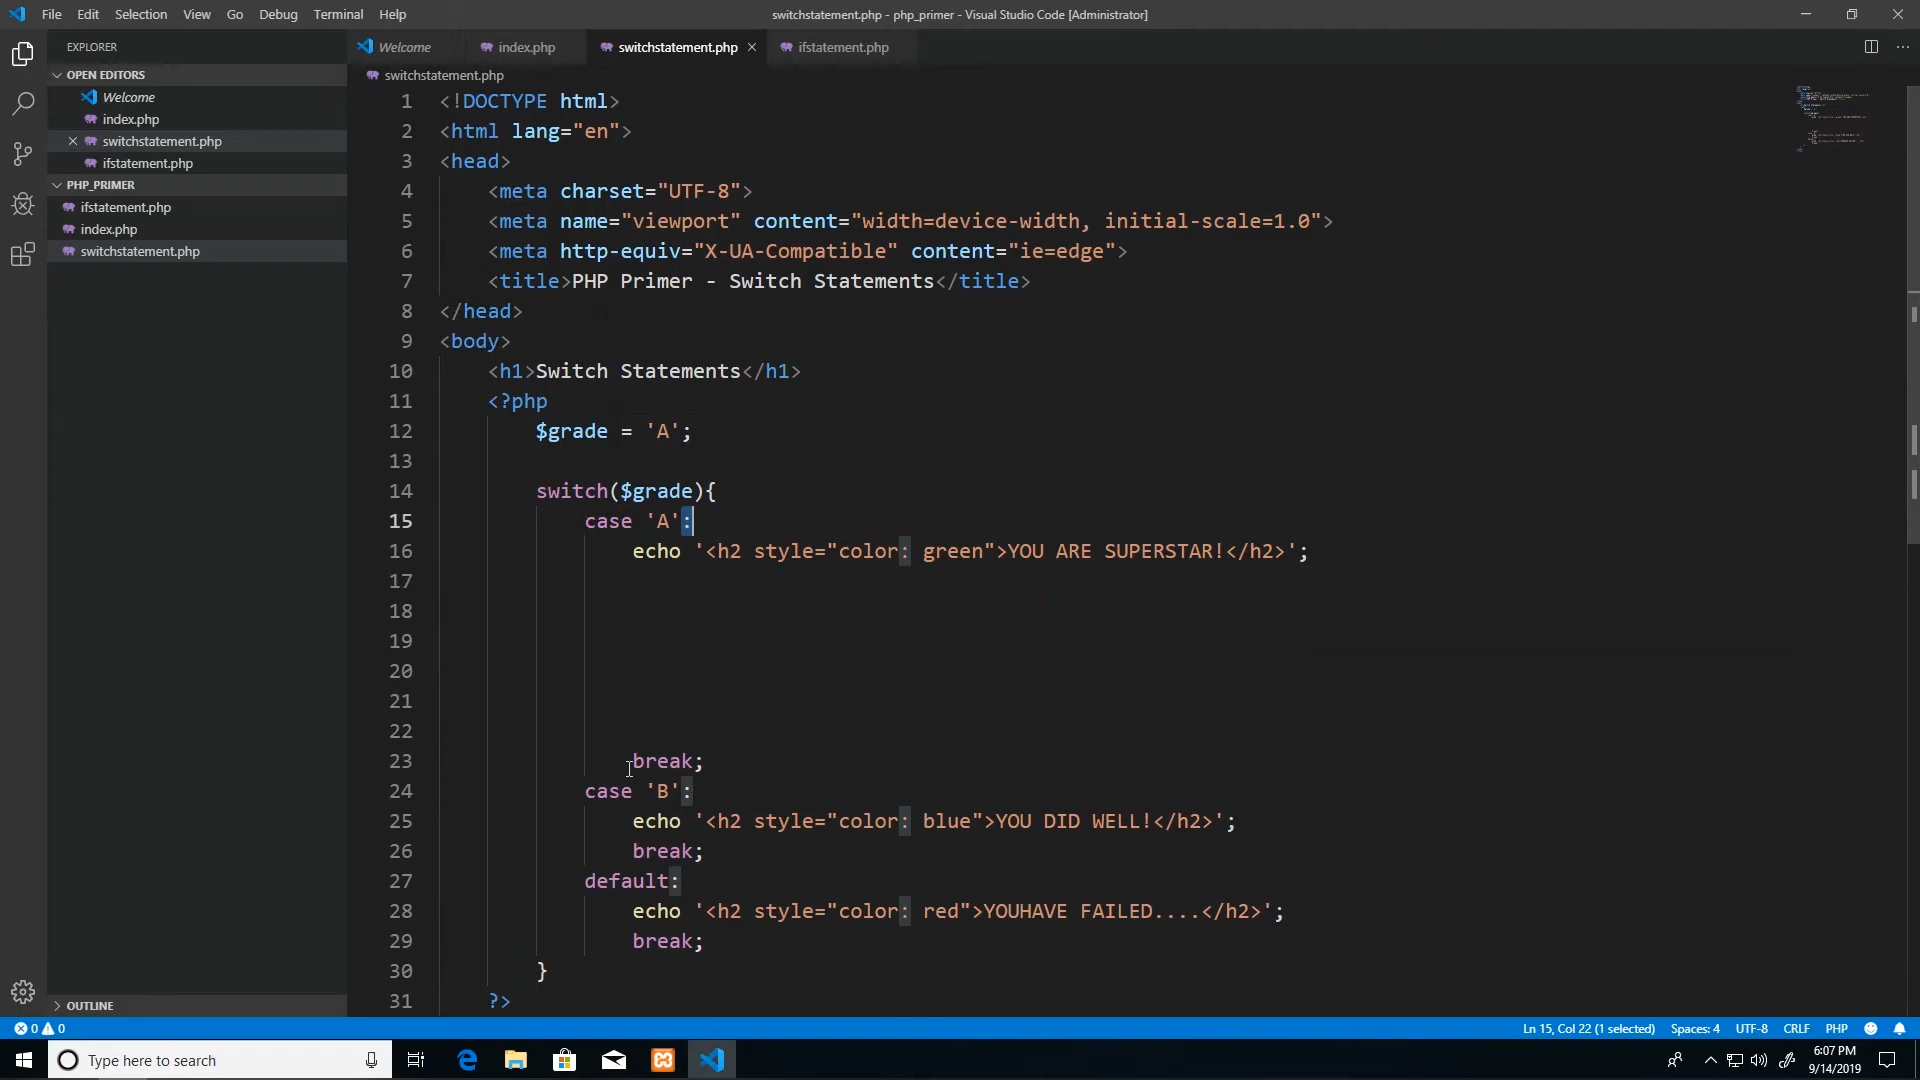 File Edit Selection View Go Debug Terminal Help
switchstatement.php - php_primer - Visual Studio Code [Administrator]
EXPLORER
OPEN EDITORS
Welcome
index.php
switchstatement.php
ifstatement.php
PHP_PRIMER
ifstatement.php
index.php
switchstatement.php
OUTLINE
Welcome index.php switchstatement.php ifstatement.php
switchstatement.php
1 <!DOCTYPE html>
2 <html lang="en">
3 <head>
4 <meta charset="UTF-8">
5 <meta name="viewport" content="width=device-width, initial-scale=1.0">
6 <meta http-equiv="X-UA-Compatible" content="ie=edge">
7 <title>PHP Primer - Switch Statements</title>
8 </head>
9 <body>
10 <h1>Switch Statements</h1>
11 <?php
12 $grade = 'A';
13
14 switch($grade){
15 case 'A':
16 echo '<h2 style="color: green">YOU ARE SUPERSTAR!</h2>';
17
18
19
20
21
22
23 break;
24 case 'B':
25 echo '<h2 style="color: blue">YOU DID WELL!</h2>';
26 break;
27 default:
28 echo '<h2 style="color: red">YOUHAVE FAILED....</h2>';
29 break;
30 }
31 ?>
0 0
Ln 15, Col 22 (1 selected) Spaces: 4 UTF-8 CRLF PHP
Type here to search
6:07 PM
9/14/2019